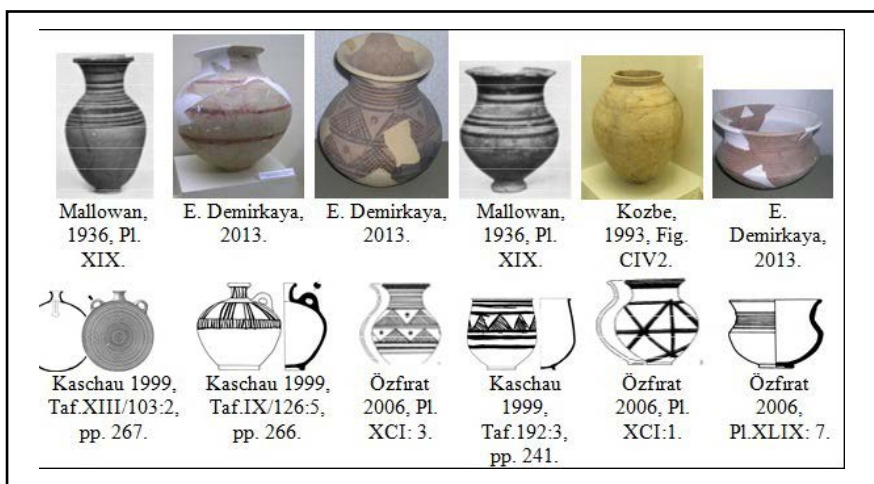 Mallowan,
1936, Pl.
XIX.
E. Demirkaya,
2013.
E. Demirkaya,
2013.
Mallowan,
1936, Pl.
XIX.
Kozbe,
1993, Fig.
CIV2.
E.
Demirkaya,
2013.
Kaschau 1999,
Taf.XIII/103:2,
pp. 267.
Kaschau 1999,
Taf.IX/126:5,
pp. 266.
Özfırat
2006, Pl.
XCI: 3.
Kaschau
1999,
Taf.192:3,
pp. 241.
Özfırat
2006, Pl.
XCI:1.
Özfırat
2006,
Pl.XLIX: 7.